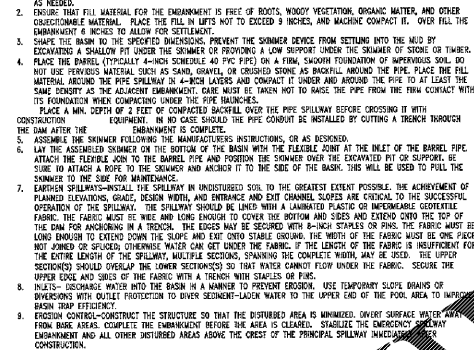 AS NEEDED.
2. ENSURE THAT FILL MATERIAL FOR THE EMBANKMENT IS FREE OF ROOTS, WOODY VEGETATION, ORGANIC MATTER, AND OTHER
OBJECTIONABLE MATERIAL. PLACE THE FILL IN LIFTS NOT TO EXCEED 9 INCHES, AND MACHINE COMPACT IT. OVER FILL THE
EMBANKMENT 6 INCHES TO ALLOW FOR SETTLEMENT.
3. SHAPE THE BASIN TO THE SPECIFIED DIMENSIONS. PREVENT THE SKIMMER DEVICE FROM SETTLING INTO THE MUD BY
EXCAVATING A SHALLOW PIT UNDER THE SKIMMER OR PROVIDING A LOW SUPPORT UNDER THE SKIMMER OF STONE OR TIMBER.
4. PLACE THE BARREL (TYPICALLY 4-INCH SCHEDULE 40 PVC PIPE) ON A FIRM, SMOOTH FOUNDATION OF IMPERVIOUS SOIL. DO
NOT USE PERVIOUS MATERIAL SUCH AS SAND, GRAVEL, OR CRUSHED STONE AS BACKFILL AROUND THE PIPE. PLACE THE FILL
MATERIAL AROUND THE PIPE SPILLWAY IN 4-INCH LAYERS AND COMPACT IT UNDER AND AROUND THE PIPE TO AT LEAST THE
SAME DENSITY AS THE ADJACENT EMBANKMENT. CARE MUST BE TAKEN NOT TO RAISE THE PIPE FROM THE FIRM CONTACT WITH
ITS FOUNDATION WHEN COMPACTING UNDER THE PIPE HAUNCHES.
PLACE A MIN. DEPTH OF 2 FEET OF COMPACTED BACKFILL OVER THE PIPE SPILLWAY BEFORE CROSSING IT WITH
CONSTRUCTION EQUIPMENT. IN NO CASE SHOULD THE PIPE CONDUIT BE INSTALLED BY CUTTING A TRENCH THROUGH
THE DAM AFTER THE EMBANKMENT IS COMPLETE.
5. ASSEMBLE THE SKIMMER FOLLOWING THE MANUFACTURERS INSTRUCTIONS, OR AS DESIGNED.
6. LAY THE ASSEMBLED SKIMMER ON THE BOTTOM OF THE BASIN WITH THE FLEXIBLE JOINT AT THE INLET OF THE BARREL PIPE.
ATTACH THE FLEXIBLE JOIN TO THE BARREL PIPE AND POSITION THE SKIMMER OVER THE EXCAVATED PIT OR SUPPORT. BE
SURE TO ATTACH A ROPE TO THE SKIMMER AND ANCHOR IT TO THE SIDE OF THE BASIN. THIS WILL BE USED TO PULL THE
SKIMMER TO THE SIDE FOR MAINTENANCE.
7. EARTHEN SPILLWAYS-INSTALL THE SPILLWAY IN UNDISTURBED SOIL TO THE GREATEST EXTENT POSSIBLE. THE ACHIEVEMENT OF
PLANNED ELEVATIONS, GRADE, DESIGN WIDTH, AND ENTRANCE AND EXIT CHANNEL SLOPES ARE CRITICAL TO THE SUCCESSFUL
OPERATION OF THE SPILLWAY. THE SPILLWAY SHOULD BE LINED WITH A LAMINATED PLASTIC OR IMPERMEABLE GEOTEXTILE
FABRIC. THE FABRIC MUST BE WIDE AND LONG ENOUGH TO COVER THE BOTTOM AND SIDES AND EXTEND ONTO THE TOP OF
THE DAM FOR ANCHORING IN A TRENCH. THE EDGES MAY BE SECURED WITH 8-INCH STAPLES OR PINS. THE FABRIC MUST BE
LONG ENOUGH TO EXTEND DOWN THE SLOPE AND EXIT ONTO STABLE GROUND. THE WIDTH OF THE FABRIC MUST BE ONE PIECE
NOT JOINED OR SPLICED; OTHERWISE WATER CAN GET UNDER THE FABRIC. IF THE LENGTH OF THE FABRIC IS INSUFFICIENT FOR
THE ENTIRE LENGTH OF THE SPILLWAY, MULTIPLE SECTIONS, SPANNING THE COMPLETE WIDTH, MAY BE USED. THE UPPER
SECTION(S) SHOULD OVERLAP THE LOWER SECTION(S) SO THAT WATER CANNOT FLOW UNDER THE FABRIC. SECURE THE
UPPER EDGE AND SIDES OF THE FABRIC WITH A TRENCH WITH STAPLES OR PINS.
8. INLETS- DISCHARGE WATER INTO THE BASIN IN A MANNER TO PREVENT EROSION. USE TEMPORARY SLOPE DRAINS OR
DIVERSIONS WITH OUTLET PROTECTION TO DIVER SEDIMENT-LADEN WATER TO THE UPPER END OF THE POOL AREA TO IMPROVE
BASIN TRAP EFFICIENCY.
9. EROSION CONTROL-CONSTRUCT THE STRUCTURE SO THAT THE DISTURBED AREA IS MINIMIZED. DIVERT SURFACE WATER AWAY
FROM BARE AREAS. COMPLETE THE EMBANKMENT BEFORE THE AREA IS CLEARED. STABILIZE THE EMERGENCY SPILLWAY
EMBANKMENT AND ALL OTHER DISTURBED AREAS ABOVE THE CREST OF THE PRINCIPAL SPILLWAY IMMEDIATELY AFTER
CONSTRUCTION.